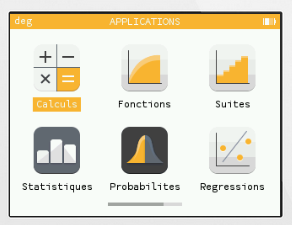 deg APPLICATIONS
Calculs Fonctions Suites
Statistiques Probabilites Regressions